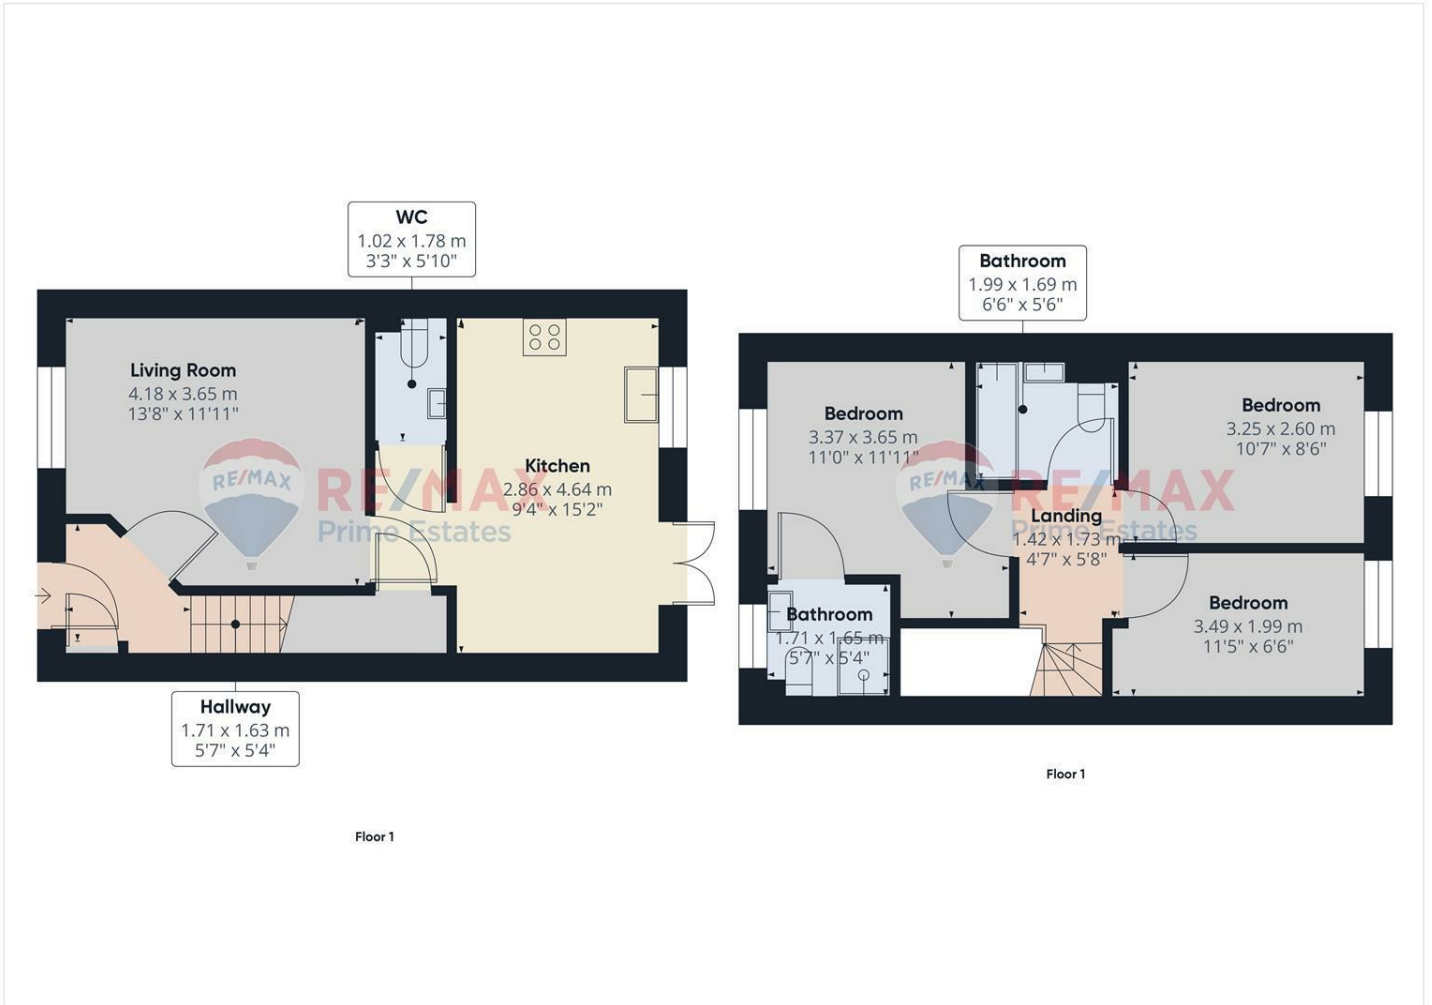 WC
1.02 x 1.78 m
3'3" x 5'10"
Living Room
4.18 x 3.65 m
13'8" x 11'11"
Kitchen
2.86 x 4.64 m
9'4" x 15'2"
RE/MAX
RE/MAX
Prime Estates
Hallway
1.71 x 1.63 m
5'7" x 5'4"
Floor 1
Bathroom
1.99 x 1.69 m
6'6" x 5'6"
Bedroom
3.37 x 3.65 m
11'0" x 11'11"
Bedroom
3.25 x 2.60 m
10'7" x 8'6"
RE/MAX
RE/MAX
Prime Estates
Landing
1.42 x 1.73 m
4'7" x 5'8"
Bathroom
1.71 x 1.65 m
5'7" x 5'4"
Bedroom
3.49 x 1.99 m
11'5" x 6'6"
Floor 1